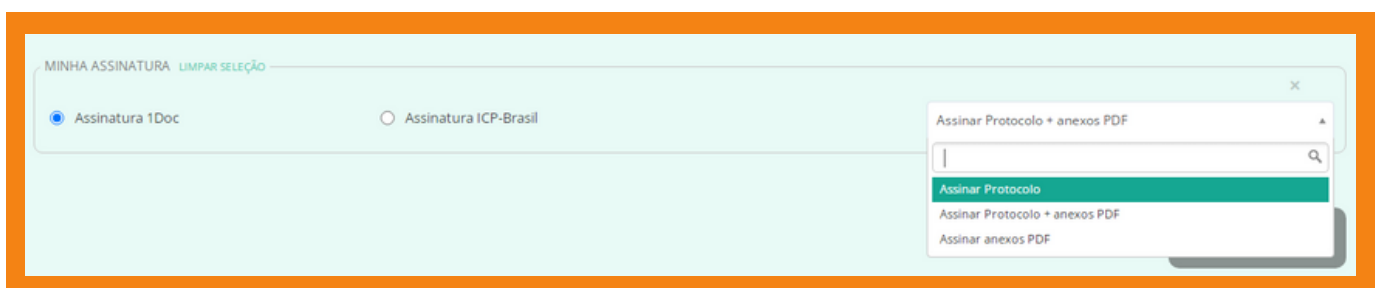 MINHA ASSINATURA LIMPAR SELEÇÃO
×
Assinatura 1Doc
Assinatura ICP-Brasil
Assinar Protocolo + anexos PDF
Assinar Protocolo
Assinar Protocolo + anexos PDF
Assinar anexos PDF